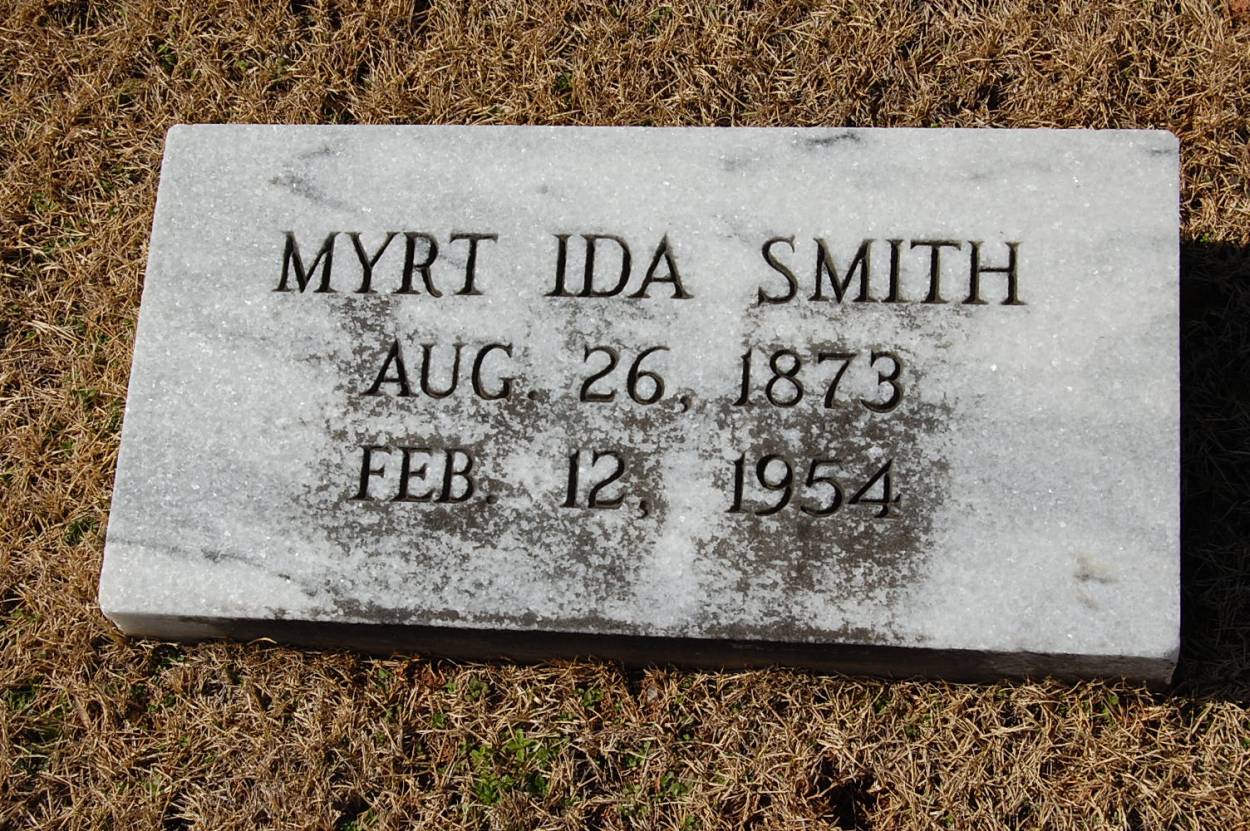 MYRT IDA SMITH
AUG. 26, 1873
FEB. 12, 1954